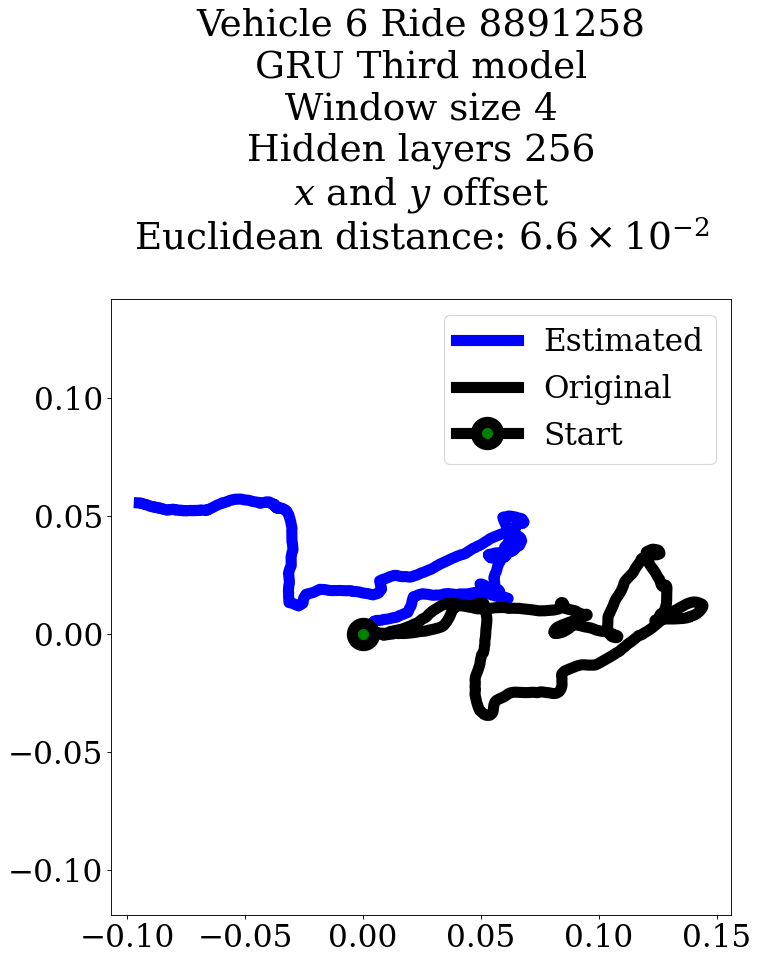 Vehicle 6 Ride 8891258
GRU Third model
Window size 4
Hidden layers 256
x and y offset
Euclidean distance: 6.6 × 10⁻²
Estimated
Original
Start
0.10
0.05
0.00
−0.05
−0.10
−0.10 −0.05 0.00 0.05 0.10 0.15